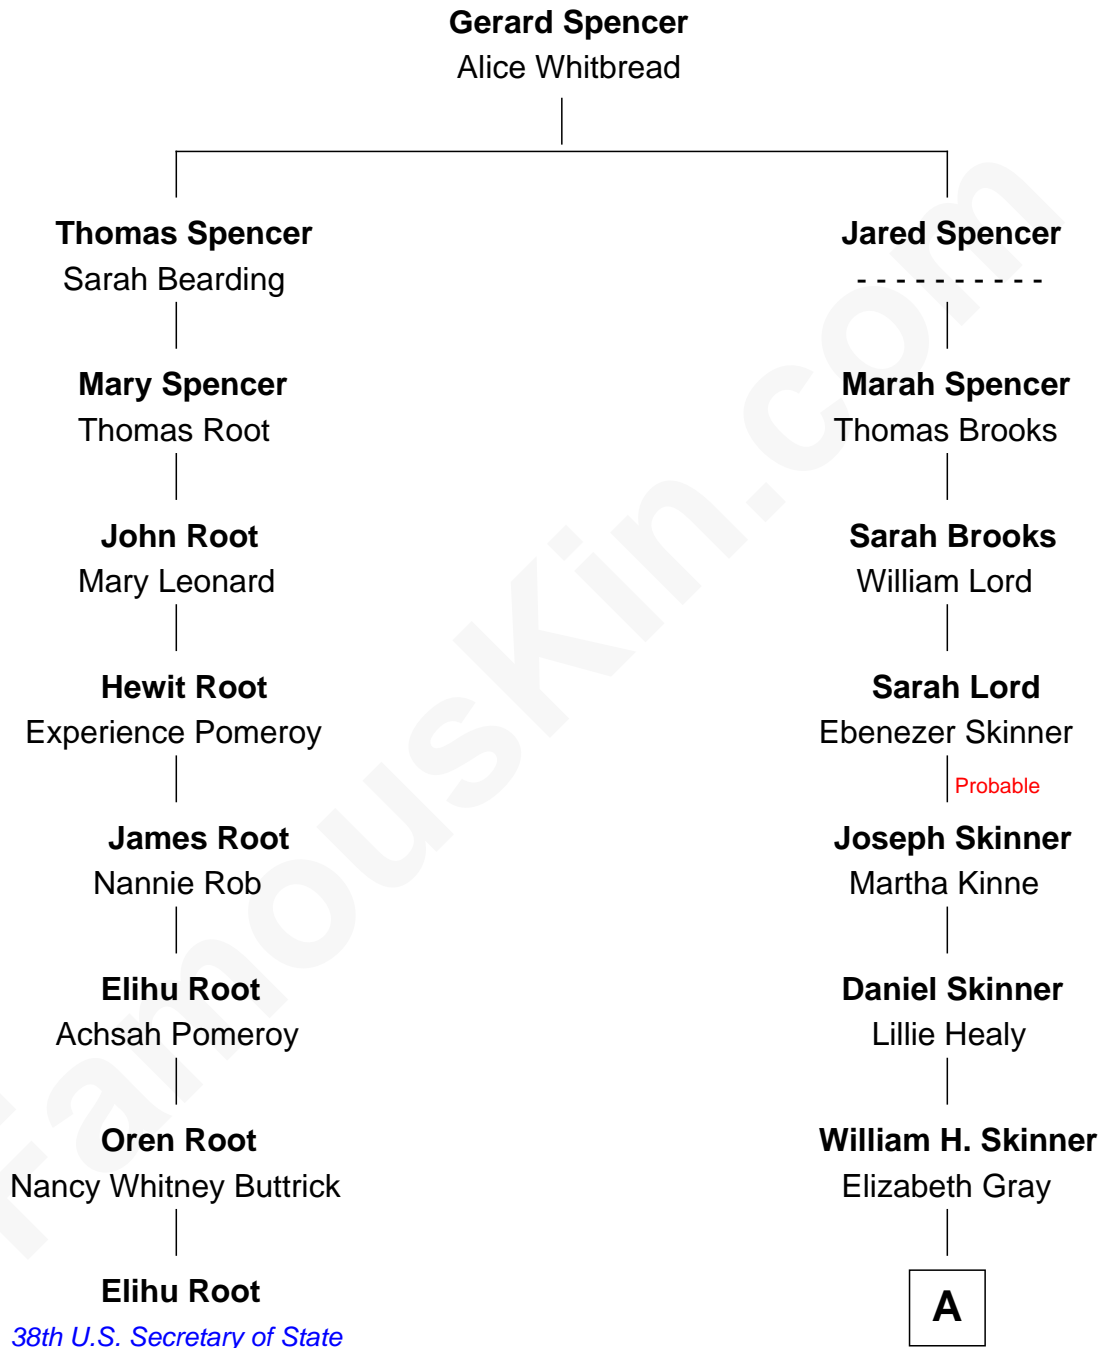 Gerard Spencer
Alice Whitbread
Thomas Spencer
Sarah Bearding
Mary Spencer
Thomas Root
John Root
Mary Leonard
Hewit Root
Experience Pomeroy
James Root
Nannie Rob
Elihu Root
Achsah Pomeroy
Oren Root
Nancy Whitney Buttrick
Elihu Root
38th U.S. Secretary of State
Jared Spencer
- - - - - - - - - -
Marah Spencer
Thomas Brooks
Sarah Brooks
William Lord
Sarah Lord
Ebenezer Skinner
Probable
Joseph Skinner
Martha Kinne
Daniel Skinner
Lillie Healy
William H. Skinner
Elizabeth Gray
A
FamousKin.com